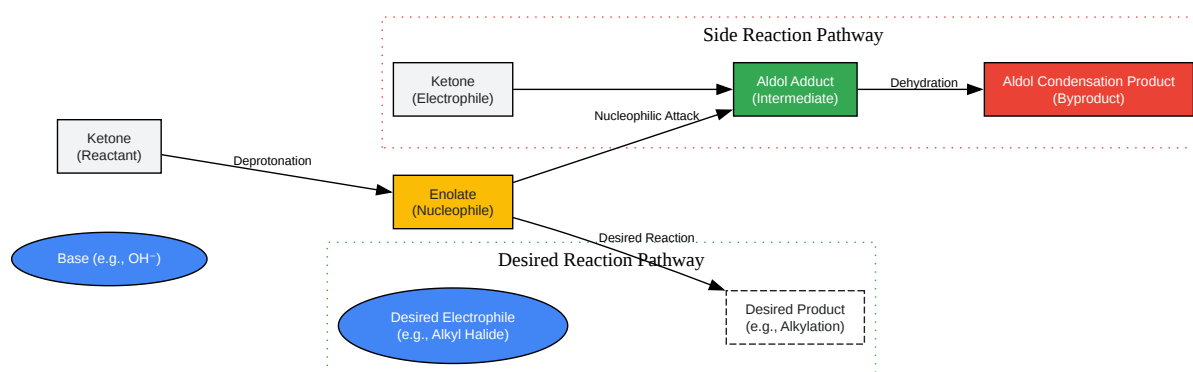 Side Reaction Pathway
Ketone
(Electrophile)
Aldol Adduct
(Intermediate)
Dehydration
Aldol Condensation Product
(Byproduct)
Nucleophilic Attack
Ketone
(Reactant)
Deprotonation
Enolate
(Nucleophile)
Desired Reaction
Base (e.g., OH⁻)
Desired Reaction Pathway
Desired Electrophile
(e.g., Alkyl Halide)
Desired Product
(e.g., Alkylation)